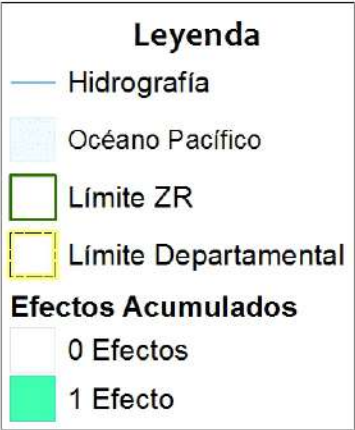 Leyenda
Hidrografía
Océano Pacífico
Límite ZR
Límite Departamental
Efectos Acumulados
0 Efectos
1 Efecto